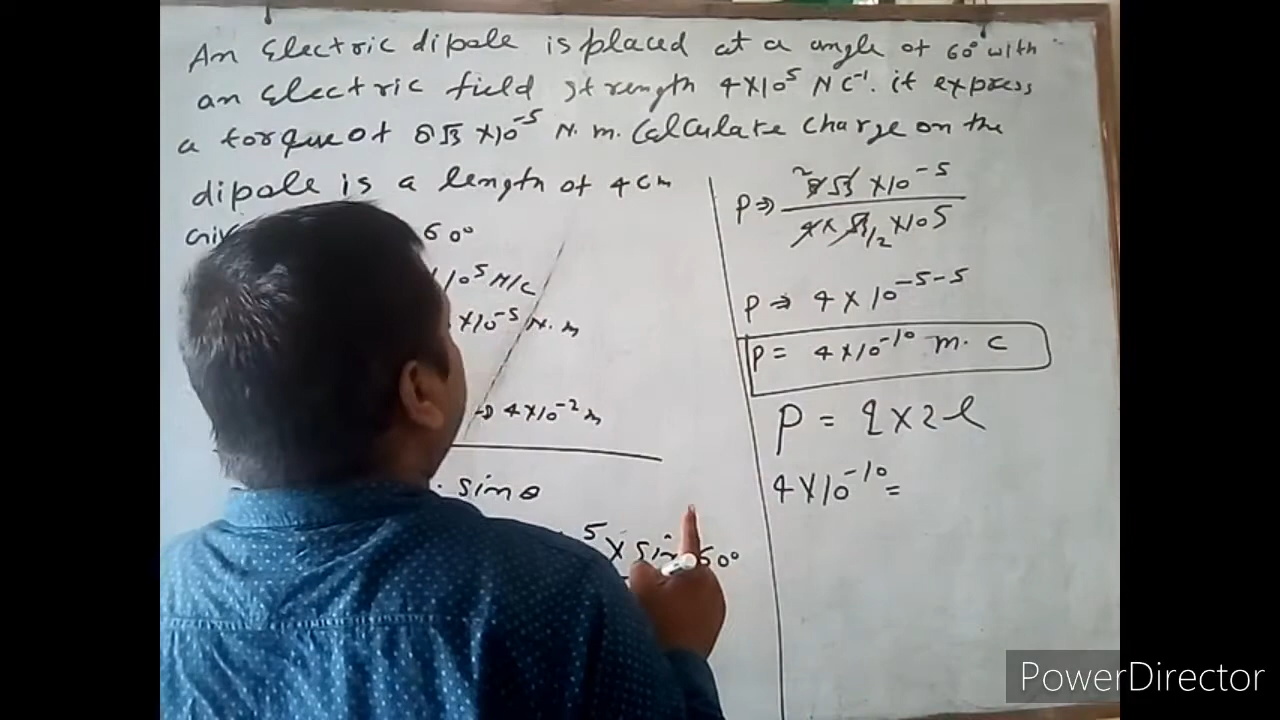 An Electric dipole is placed at a angle of 60° with
an Electric field strength 4×10⁵ NC⁻¹. it express
a torque of 8√3 ×10⁻⁵ N.m. Calculate charge on the
dipole is a length of 4cm
60°
10⁵ N/C
×10⁻⁵ N.m
→ 4×10⁻² m
. sinθ
5 × sin 60°
P ⇒ 2 8√3 ×10⁻⁵ / 4× √3/2 ×105
P ⇒ 4×10⁻⁵⁻⁵
P = 4×10⁻¹⁰ m.c
P = q×2l
4×10⁻¹⁰ =
PowerDirector